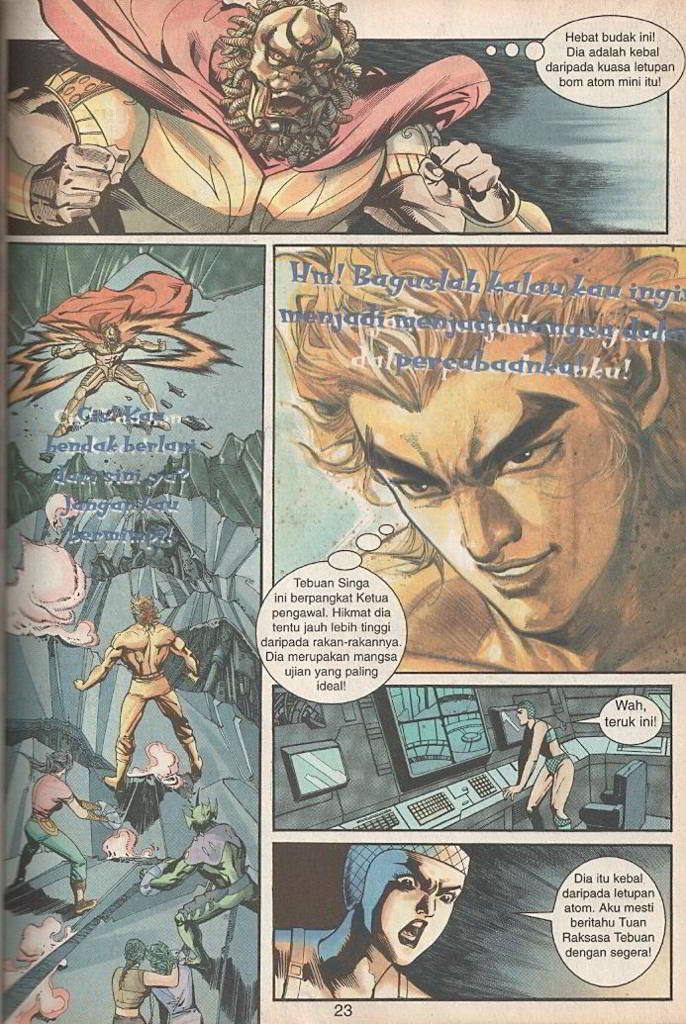 Hebat budak ini!
Dia adalah kebal
daripada kuasa letupan
bom atom mini itu!
Cis! Kau
hendak berlari
dari sini ya?
Jangan kau
bermimpi!
Hm! Baguslah kalau kau ingi
menjadi mangsa
percubaanku!
Tebuan Singa
ini berpangkat Ketua
pengawal. Hikmat dia
tentu jauh lebih tinggi
daripada rakan-rakannya.
Dia merupakan mangsa
ujian yang paling
ideal!
Wah,
teruk ini!
Dia itu kebal
daripada letupan
atom. Aku mesti
beritahu Tuan
Raksasa Tebuan
dengan segera!
23